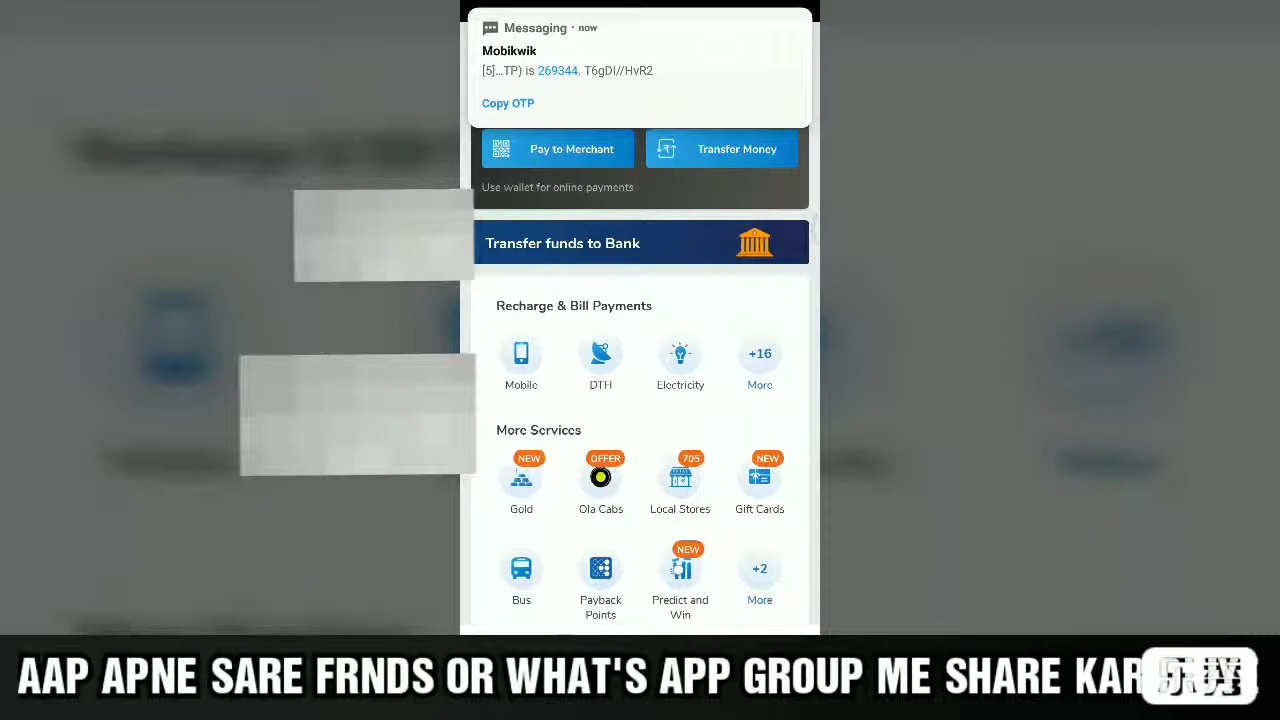 Messaging · now
Mobikwik
[5]...TP) is 269344. T6gDI//HvR2
Copy OTP
Pay to Merchant
Transfer Money
Use wallet for online payments
Transfer funds to Bank
Recharge & Bill Payments
+16
Mobile
DTH
Electricity
More
More Services
NEW
OFFER
705
NEW
Gold
Ola Cabs
Local Stores
Gift Cards
NEW
+2
Bus
Payback Points
Predict and Win
More
AAP APNE SARE FRNDS OR WHAT'S APP GROUP ME SHARE KAR